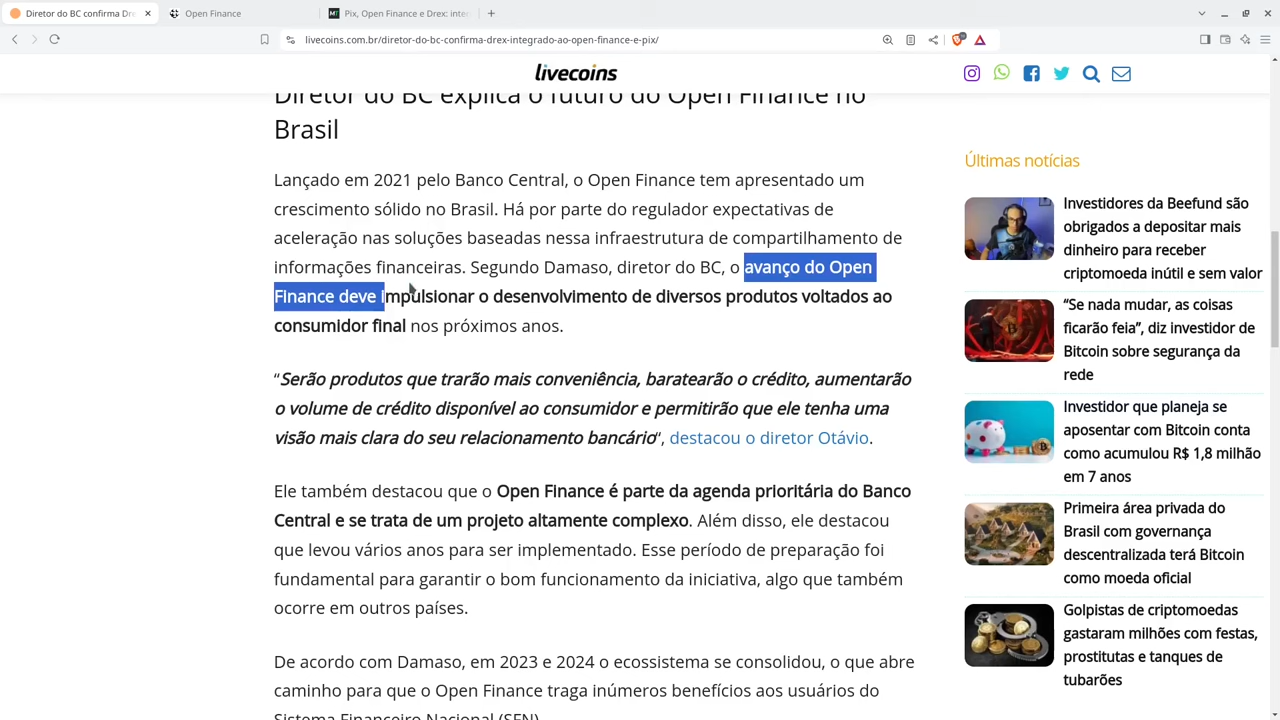 Diretor do BC confirma Dre
Open Finance
Pix, Open Finance e Drex: inte
livecoins.com.br/diretor-do-bc-confirma-drex-integrado-ao-open-finance-e-pix/
livecoins
Diretor do BC explica o futuro do Open Finance no
Brasil
Lançado em 2021 pelo Banco Central, o Open Finance tem apresentado um
crescimento sólido no Brasil. Há por parte do regulador expectativas de
aceleração nas soluções baseadas nessa infraestrutura de compartilhamento de
informações financeiras. Segundo Damaso, diretor do BC, o avanço do Open
Finance deve impulsionar o desenvolvimento de diversos produtos voltados ao
consumidor final nos próximos anos.
“Serão produtos que trarão mais conveniência, baratearão o crédito, aumentarão
o volume de crédito disponível ao consumidor e permitirão que ele tenha uma
visão mais clara do seu relacionamento bancário“, destacou o diretor Otávio.
Ele também destacou que o Open Finance é parte da agenda prioritária do Banco
Central e se trata de um projeto altamente complexo. Além disso, ele destacou
que levou vários anos para ser implementado. Esse período de preparação foi
fundamental para garantir o bom funcionamento da iniciativa, algo que também
ocorre em outros países.
De acordo com Damaso, em 2023 e 2024 o ecossistema se consolidou, o que abre
caminho para que o Open Finance traga inúmeros benefícios aos usuários do
Sistema Financeiro Nacional (SFN)
Últimas notícias
Investidores da Beefund são
obrigados a depositar mais
dinheiro para receber
criptomoeda inútil e sem valor
“Se nada mudar, as coisas
ficarão feia”, diz investidor de
Bitcoin sobre segurança da
rede
Investidor que planeja se
aposentar com Bitcoin conta
como acumulou R$ 1,8 milhão
em 7 anos
Primeira área privada do
Brasil com governança
descentralizada terá Bitcoin
como moeda oficial
Golpistas de criptomoedas
gastaram milhões com festas,
prostitutas e tanques de
tubarões